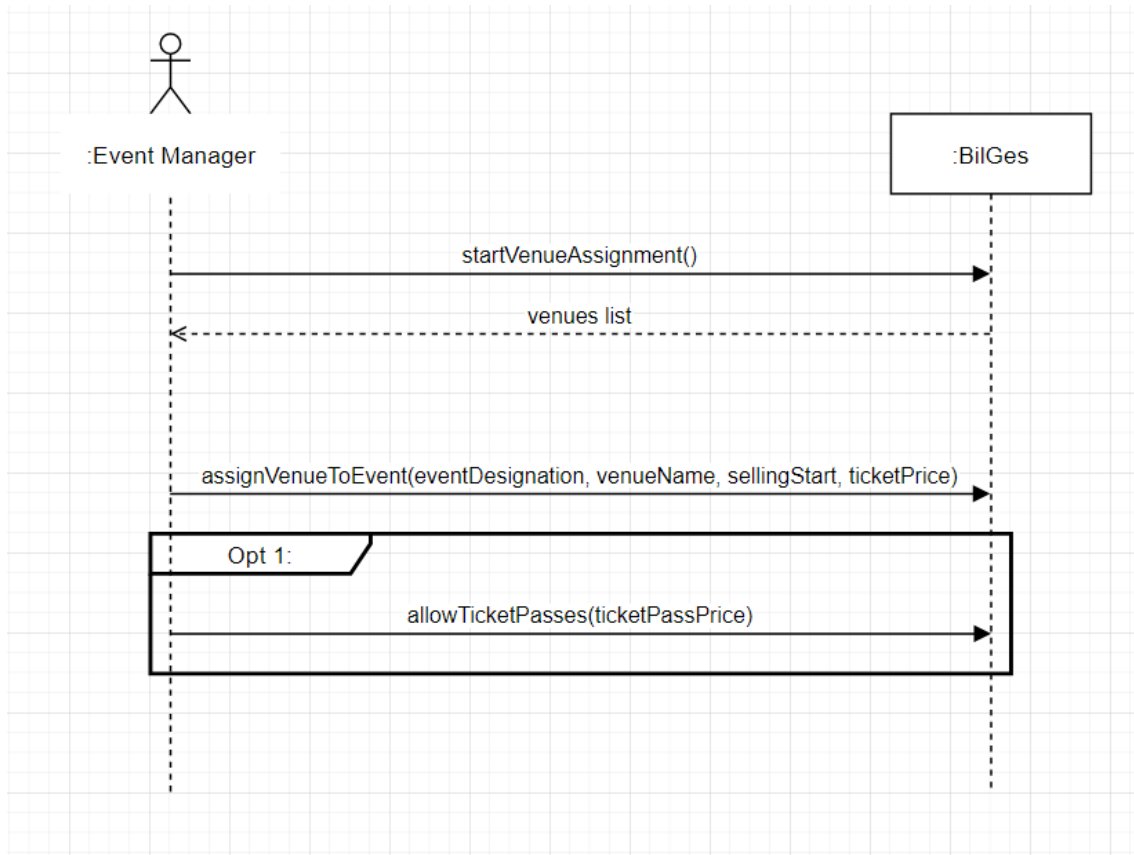 :Event Manager
:BilGes
startVenueAssignment()
venues list
assignVenueToEvent(eventDesignation, venueName, sellingStart, ticketPrice)
Opt 1:
allowTicketPasses(ticketPassPrice)